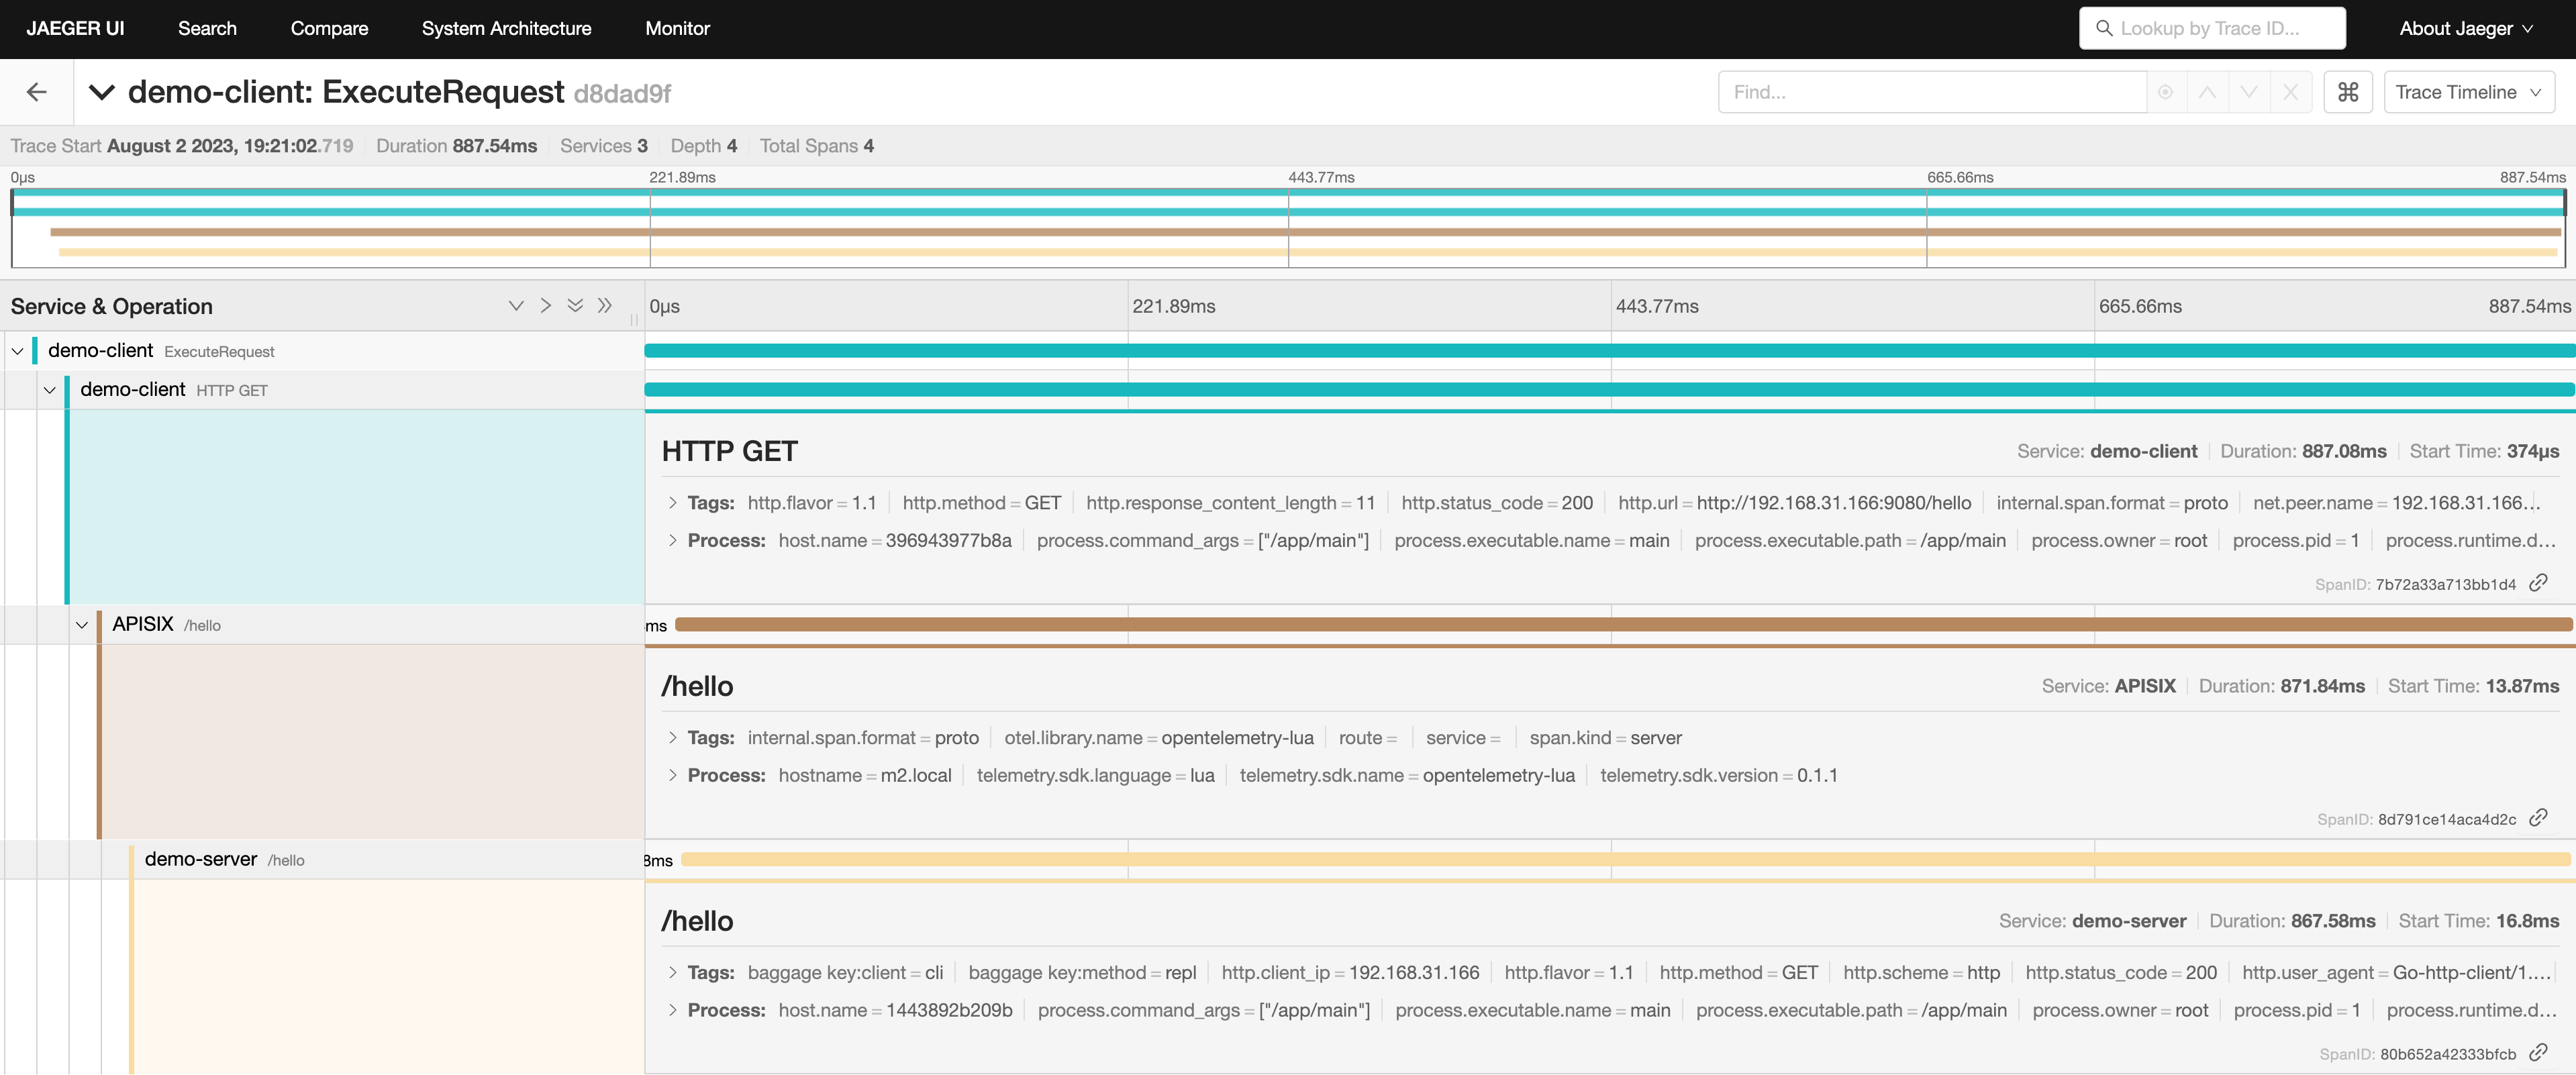 JAEGER UI Search Compare System Architecture Monitor Lookup by Trace ID... About Jaeger
demo-client: ExecuteRequest d8dad9f Find... ⌘ Trace Timeline
Trace Start August 2 2023, 19:21:02.719 Duration 887.54ms Services 3 Depth 4 Total Spans 4
0μs 221.89ms 443.77ms 665.66ms 887.54ms
Service & Operation 0μs 221.89ms 443.77ms 665.66ms 887.54ms
demo-client ExecuteRequest
demo-client HTTP GET
HTTP GET Service: demo-client Duration: 887.08ms Start Time: 374μs
Tags: http.flavor = 1.1 http.method = GET http.response_content_length = 11 http.status_code = 200 http.url = http://192.168.31.166:9080/hello internal.span.format = proto net.peer.name = 192.168.31.166...
Process: host.name = 396943977b8a process.command_args = ["/app/main"] process.executable.name = main process.executable.path = /app/main process.owner = root process.pid = 1 process.runtime.d...
SpanID: 7b72a33a713bb1d4
APISIX /hello ms
/hello Service: APISIX Duration: 871.84ms Start Time: 13.87ms
Tags: internal.span.format = proto otel.library.name = opentelemetry-lua route = service = span.kind = server
Process: hostname = m2.local telemetry.sdk.language = lua telemetry.sdk.name = opentelemetry-lua telemetry.sdk.version = 0.1.1
SpanID: 8d791ce14aca4d2c
demo-server /hello 8ms
/hello Service: demo-server Duration: 867.58ms Start Time: 16.8ms
Tags: baggage key:client = cli baggage key:method = repl http.client_ip = 192.168.31.166 http.flavor = 1.1 http.method = GET http.scheme = http http.status_code = 200 http.user_agent = Go-http-client/1....
Process: host.name = 1443892b209b process.command_args = ["/app/main"] process.executable.name = main process.executable.path = /app/main process.owner = root process.pid = 1 process.runtime.d...
SpanID: 80b652a42333bfcb